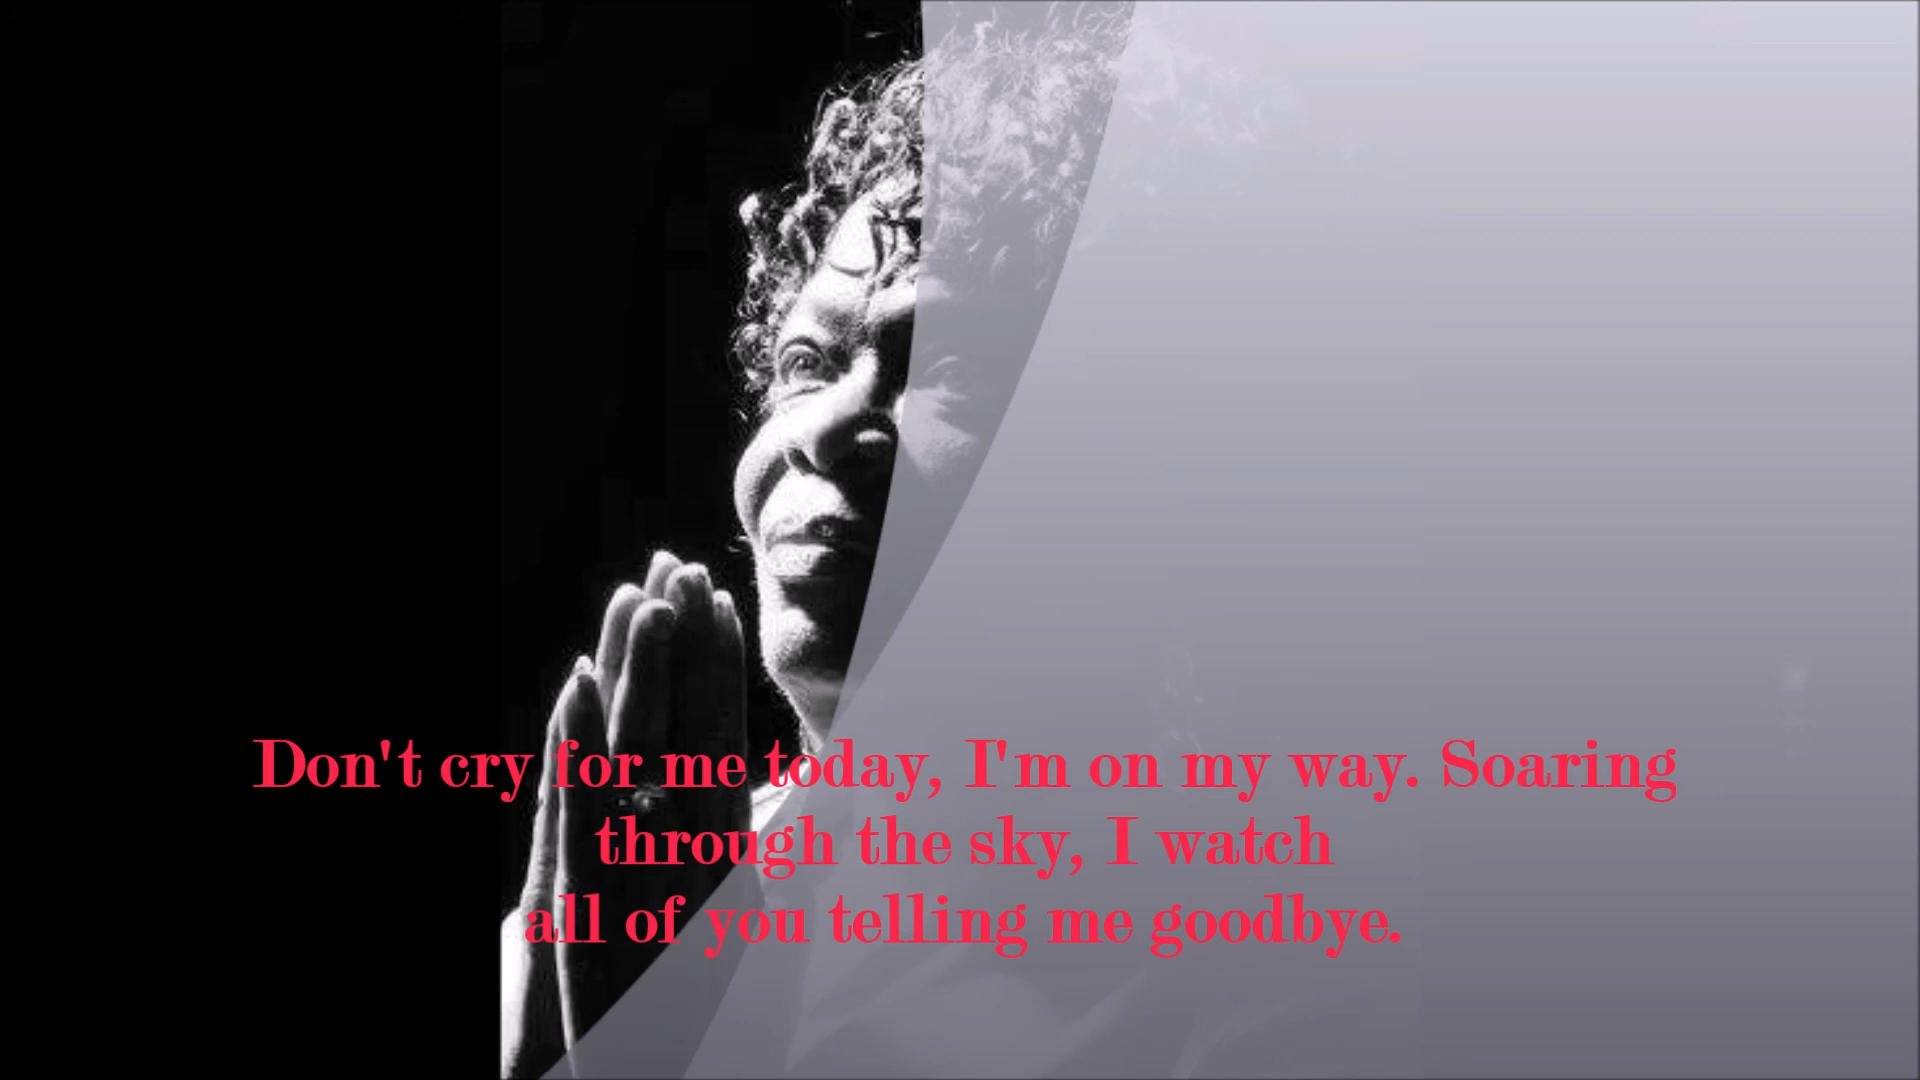 Don't cry for me today, I'm on my way. Soaring
through the sky, I watch
all of you telling me goodbye.